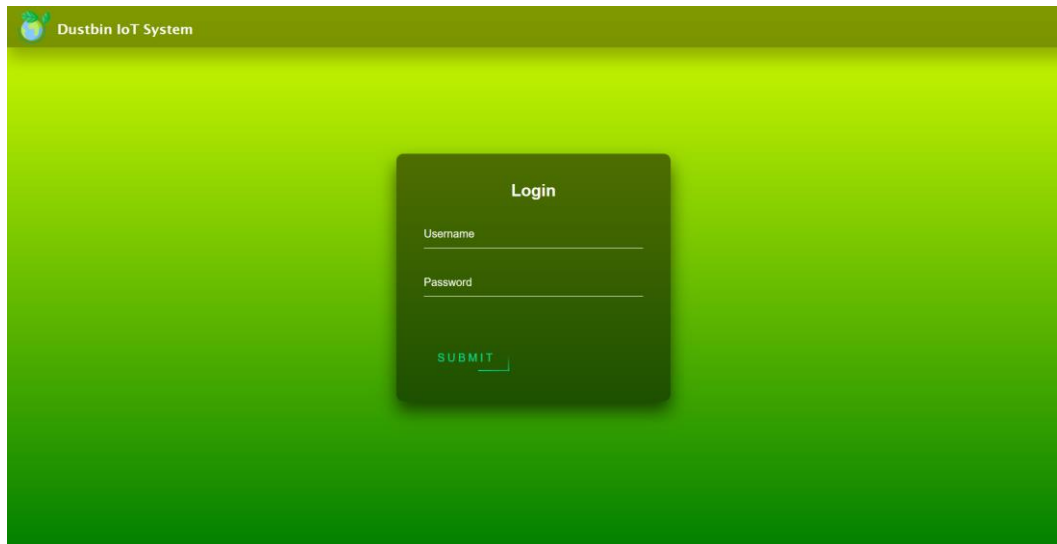 Dustbin IoT System
Login
Username
Password
SUBMIT